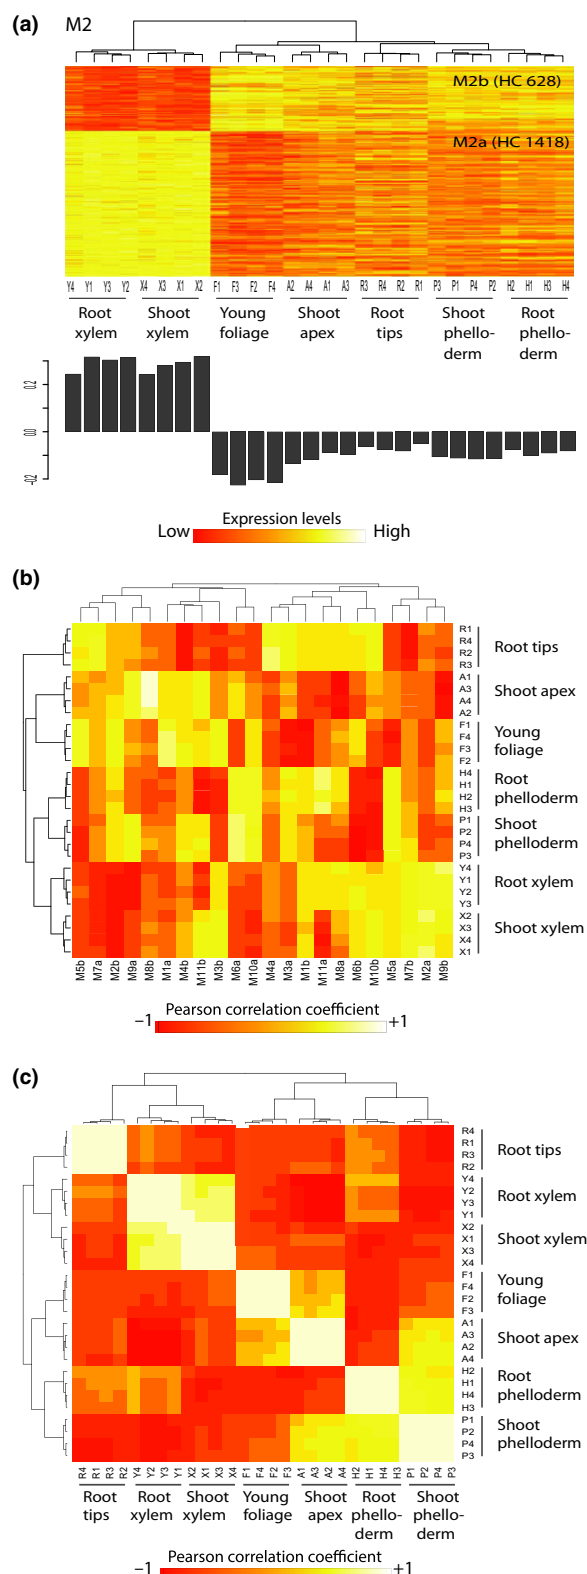 (a) M2
M2b (HC 628)
M2a (HC 1418)
Y4 Y1 Y3 Y2 X4 X3 X1 X2 F1 F3 F2 F4 A2 A4 A1 A3 R3 R4 R2 R1 P3 P1 P4 P2 H2 H1 H3 H4
Root xylem
Shoot xylem
Young foliage
Shoot apex
Root tips
Shoot phello-derm
Root phello-derm
0.2
0.0
-0.2
Expression levels
Low High
(b)
R1
R4
R2
R3
Root tips
A1
A3
A4
A2
Shoot apex
F1
F4
F3
F2
Young foliage
H4
H1
H2
H3
Root phelloderm
P1
P2
P4
P3
Shoot phelloderm
Y4
Y1
Y2
Y3
Root xylem
X2
X3
X4
X1
Shoot xylem
M5b M7a M2b M9a M8b M1a M4b M11b M3b M6a M10a M4a M3a M1b M11a M8a M6b M10b M5a M7b M2a M9b
Pearson correlation coefficient
–1 +1
(c)
R4
R1
R3
R2
Root tips
Y4
Y2
Y3
Y1
Root xylem
X2
X1
X3
X4
Shoot xylem
F1
F4
F2
F3
Young foliage
A1
A3
A2
A4
Shoot apex
H2
H1
H4
H3
Root phelloderm
P1
P2
P4
P3
Shoot phelloderm
R4 R1 R3 R2 Y4 Y2 Y3 Y1 X2 X1 X3 X4 F1 F4 F2 F3 A1 A3 A2 A4 H2 H1 H4 H3 P1 P2 P4 P3
Root tips
Root xylem
Shoot xylem
Young foliage
Shoot apex
Root phello-derm
Shoot phello-derm
Pearson correlation coefficient
–1 +1